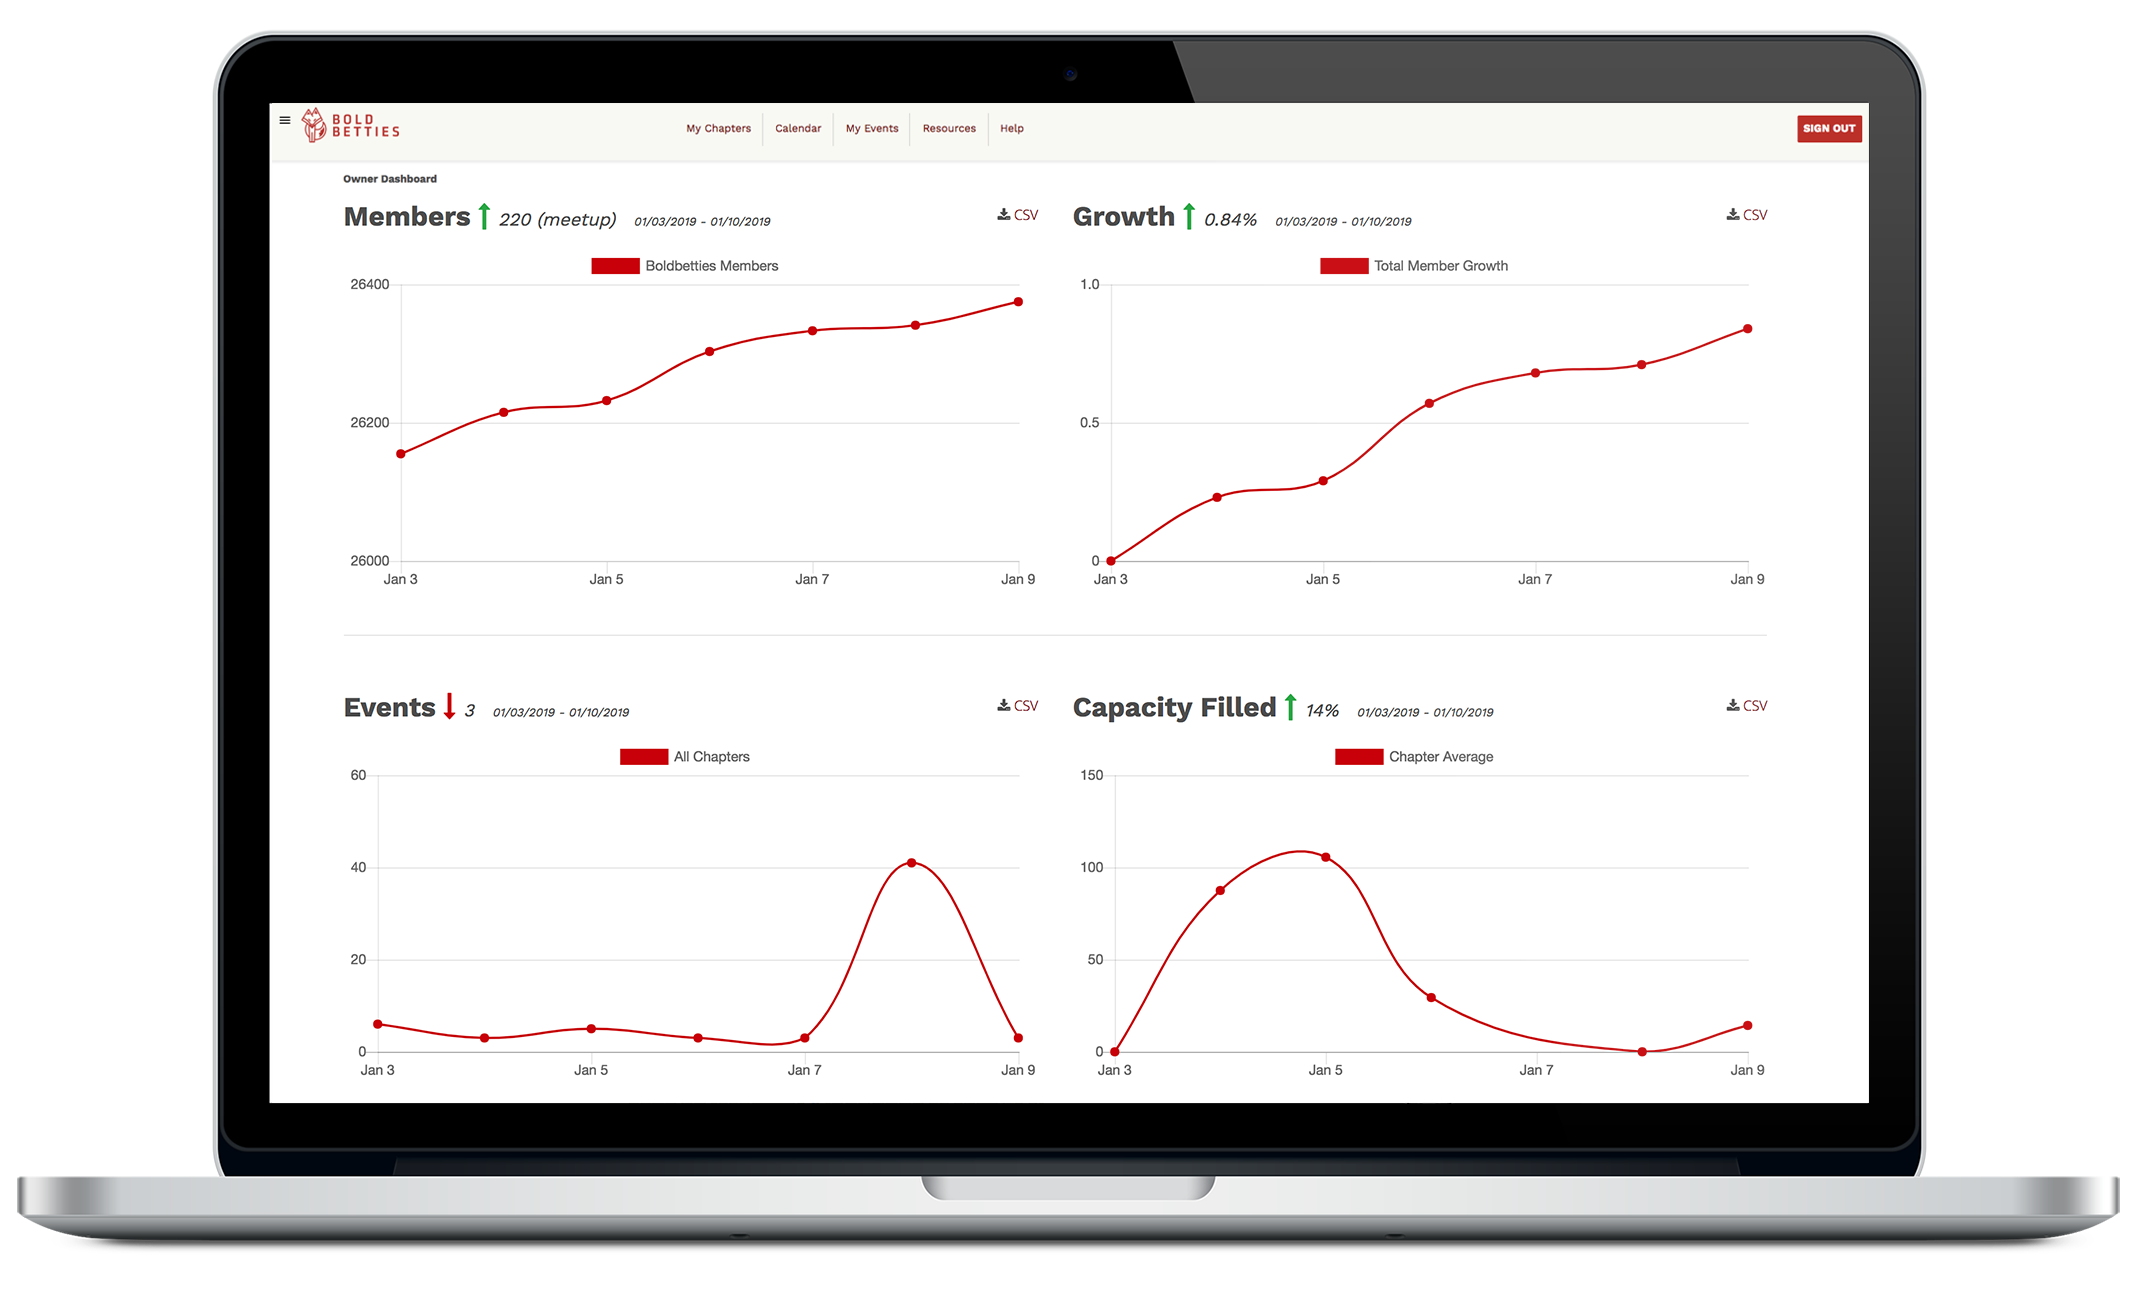 BOLD
BETTIES
My Chapters Calendar My Events Resources Help
SIGN OUT
Owner Dashboard
Members 220 (meetup) 01/03/2019 - 01/10/2019 CSV
Boldbetties Members
26400
26200
26000
Jan 3 Jan 5 Jan 7 Jan 9
Growth 0.84% 01/03/2019 - 01/10/2019 CSV
Total Member Growth
1.0
0.5
0
Jan 3 Jan 5 Jan 7 Jan 9
Events 3 01/03/2019 - 01/10/2019 CSV
All Chapters
60
40
20
0
Jan 3 Jan 5 Jan 7 Jan 9
Capacity Filled 14% 01/03/2019 - 01/10/2019 CSV
Chapter Average
150
100
50
0
Jan 3 Jan 5 Jan 7 Jan 9